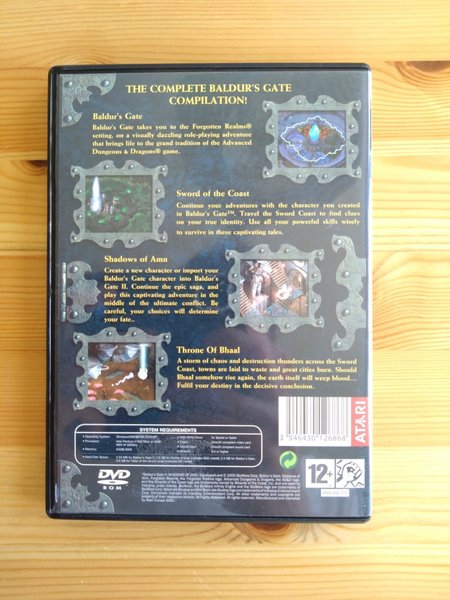 THE COMPLETE BALDUR'S GATE
COMPILATION!
Baldur's Gate
Baldur's Gate takes you to the Forgotten Realms®
setting, on a visually dazzling role-playing adventure
that brings life to the grand tradition of the Advanced
Dungeons & Dragons® game.
Sword of the Coast
Continue your adventures with the character you created
in Baldur's Gate™. Travel the Sword Coast to find clues
on your true identity. Use all your powerful skills wisely
to survive in these captivating tales.
Shadows of Amn
Create a new character or import your
Baldur's Gate character into Baldur's
Gate II. Continue the epic saga, and
play this captivating adventure in the
middle of the ultimate conflict. Be
careful, your choices will determine
your fate..
Throne Of Bhaal
A storm of chaos and destruction thunders across the Sword
Coast, towns are laid to waste and great cities burn. Should
Bhaal somehow rise again, the earth itself will weep blood...
Fulfil your destiny in the decisive conclusion.
SYSTEM REQUIREMENTS
3 546430 126868
ATARI
DVD
ROM
12+